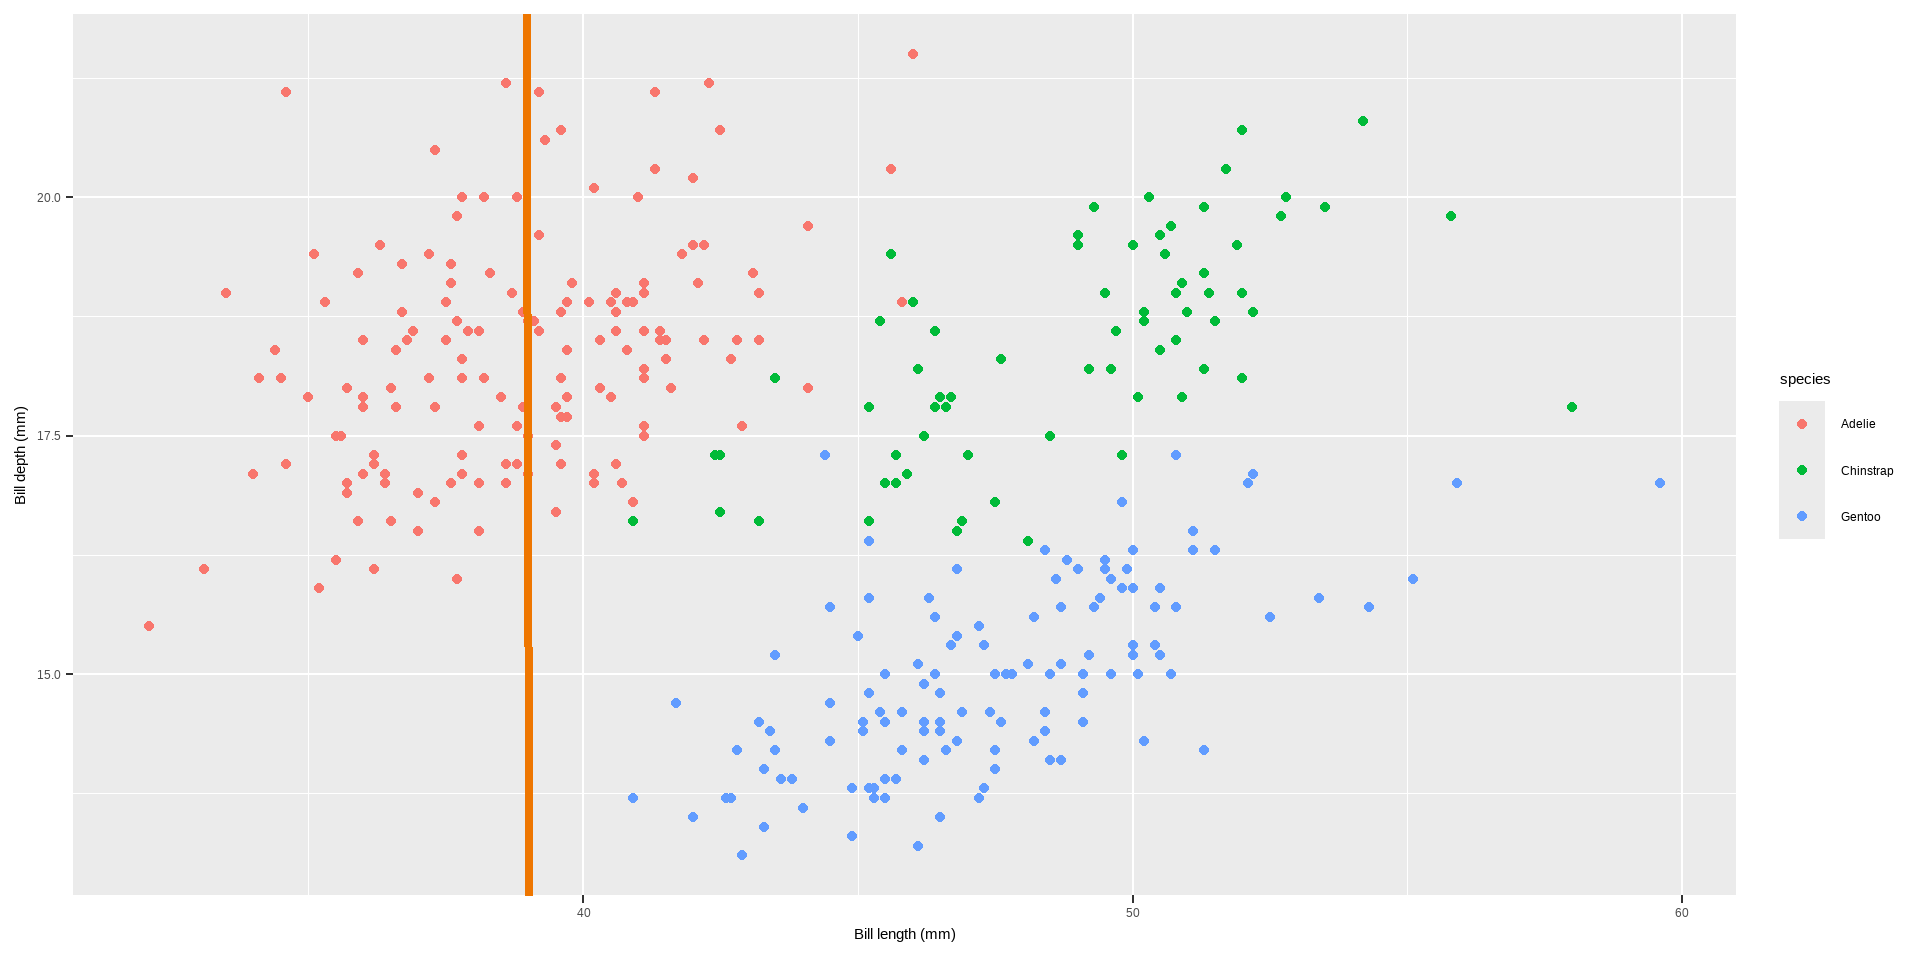 20.0
17.5
15.0
Bill depth (mm)
40
50
60
Bill length (mm)
species
Adelie
Chinstrap
Gentoo